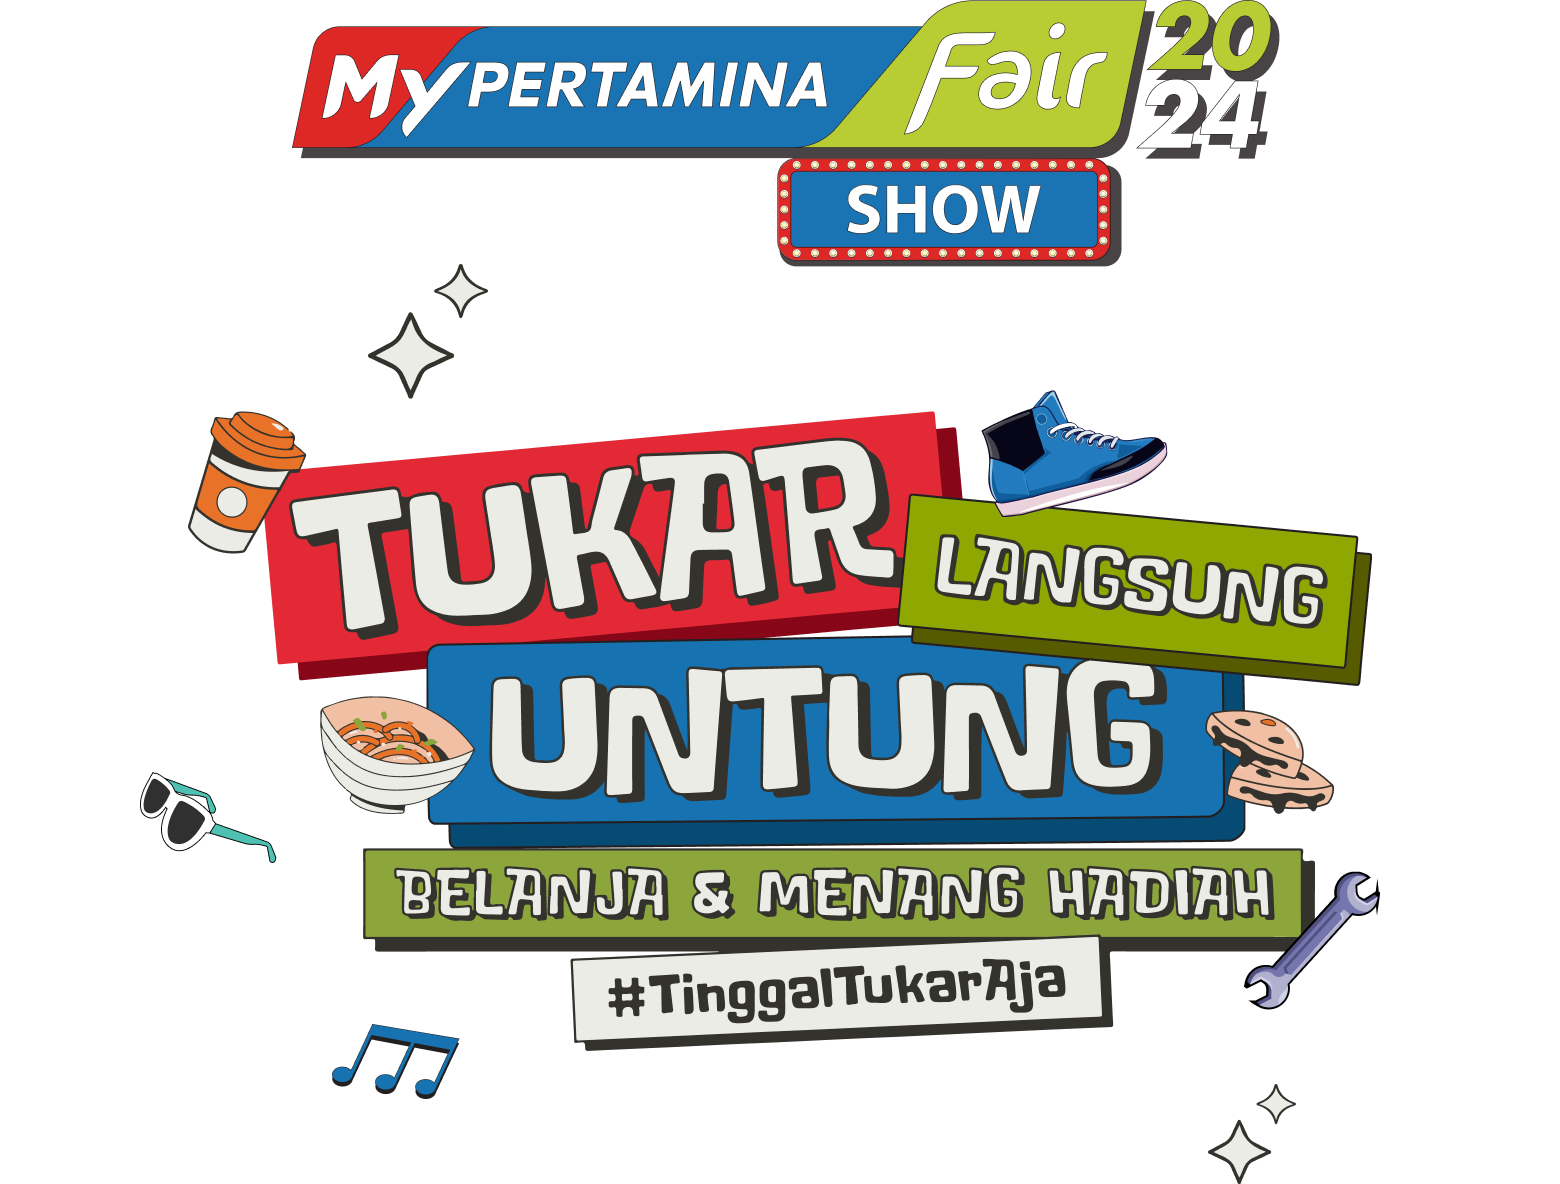 MyPERTAMINA Fair 2024
SHOW
TUKAR
LANGSUNG
UNTUNG
BELANJA & MENANG HADIAH
#TinggalTukarAja